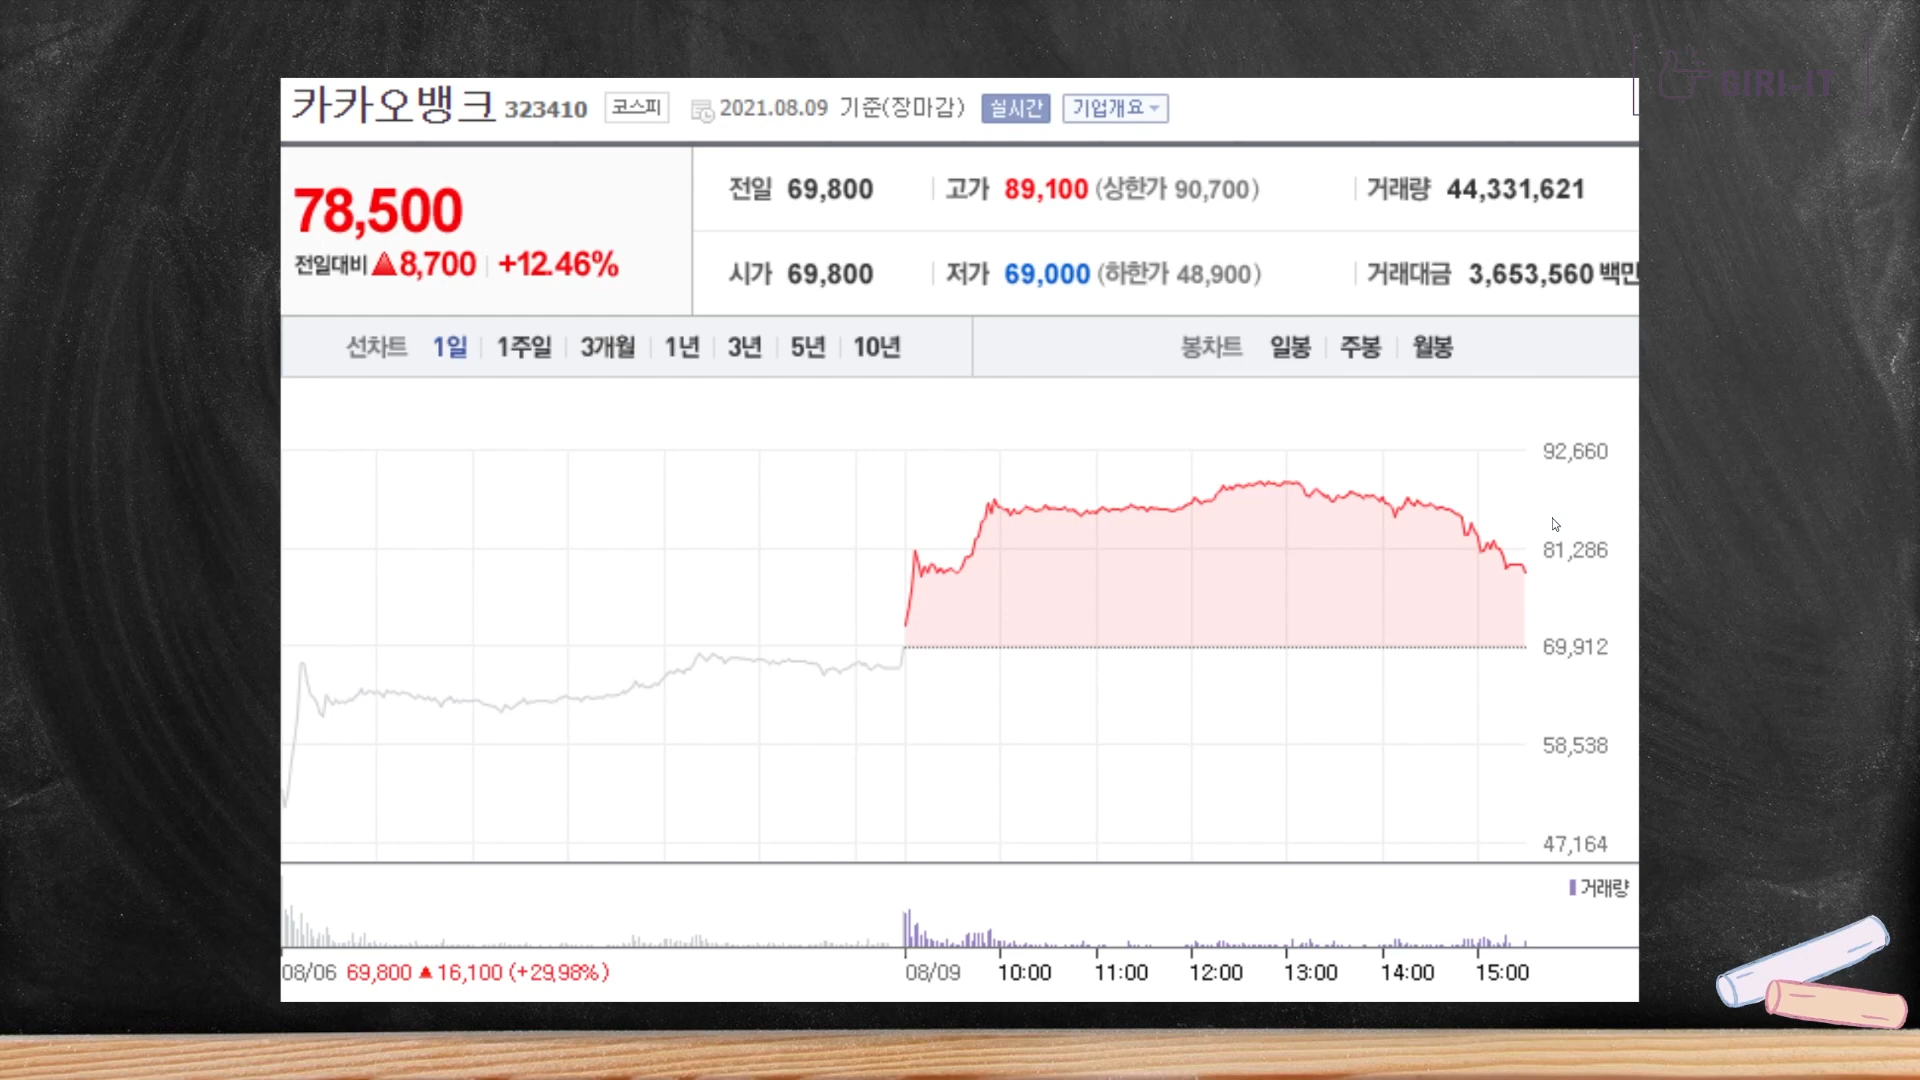 GIRL-IT
카카오뱅크 323410 코스피 2021.08.09 기준(장마감) 실시간 기업개요
78,500
전일대비 ▲8,700 +12.46%
전일 69,800 고가 89,100 (상한가 90,700) 거래량 44,331,621
시가 69,800 저가 69,000 (하한가 48,900) 거래대금 3,653,560 백만
선차트 1일 1주일 3개월 1년 3년 5년 10년 봉차트 일봉 주봉 월봉
92,660
81,286
69,912
58,538
47,164
거래량
08/06 69,800 ▲16,100 (+29,98%) 08/09 10:00 11:00 12:00 13:00 14:00 15:00